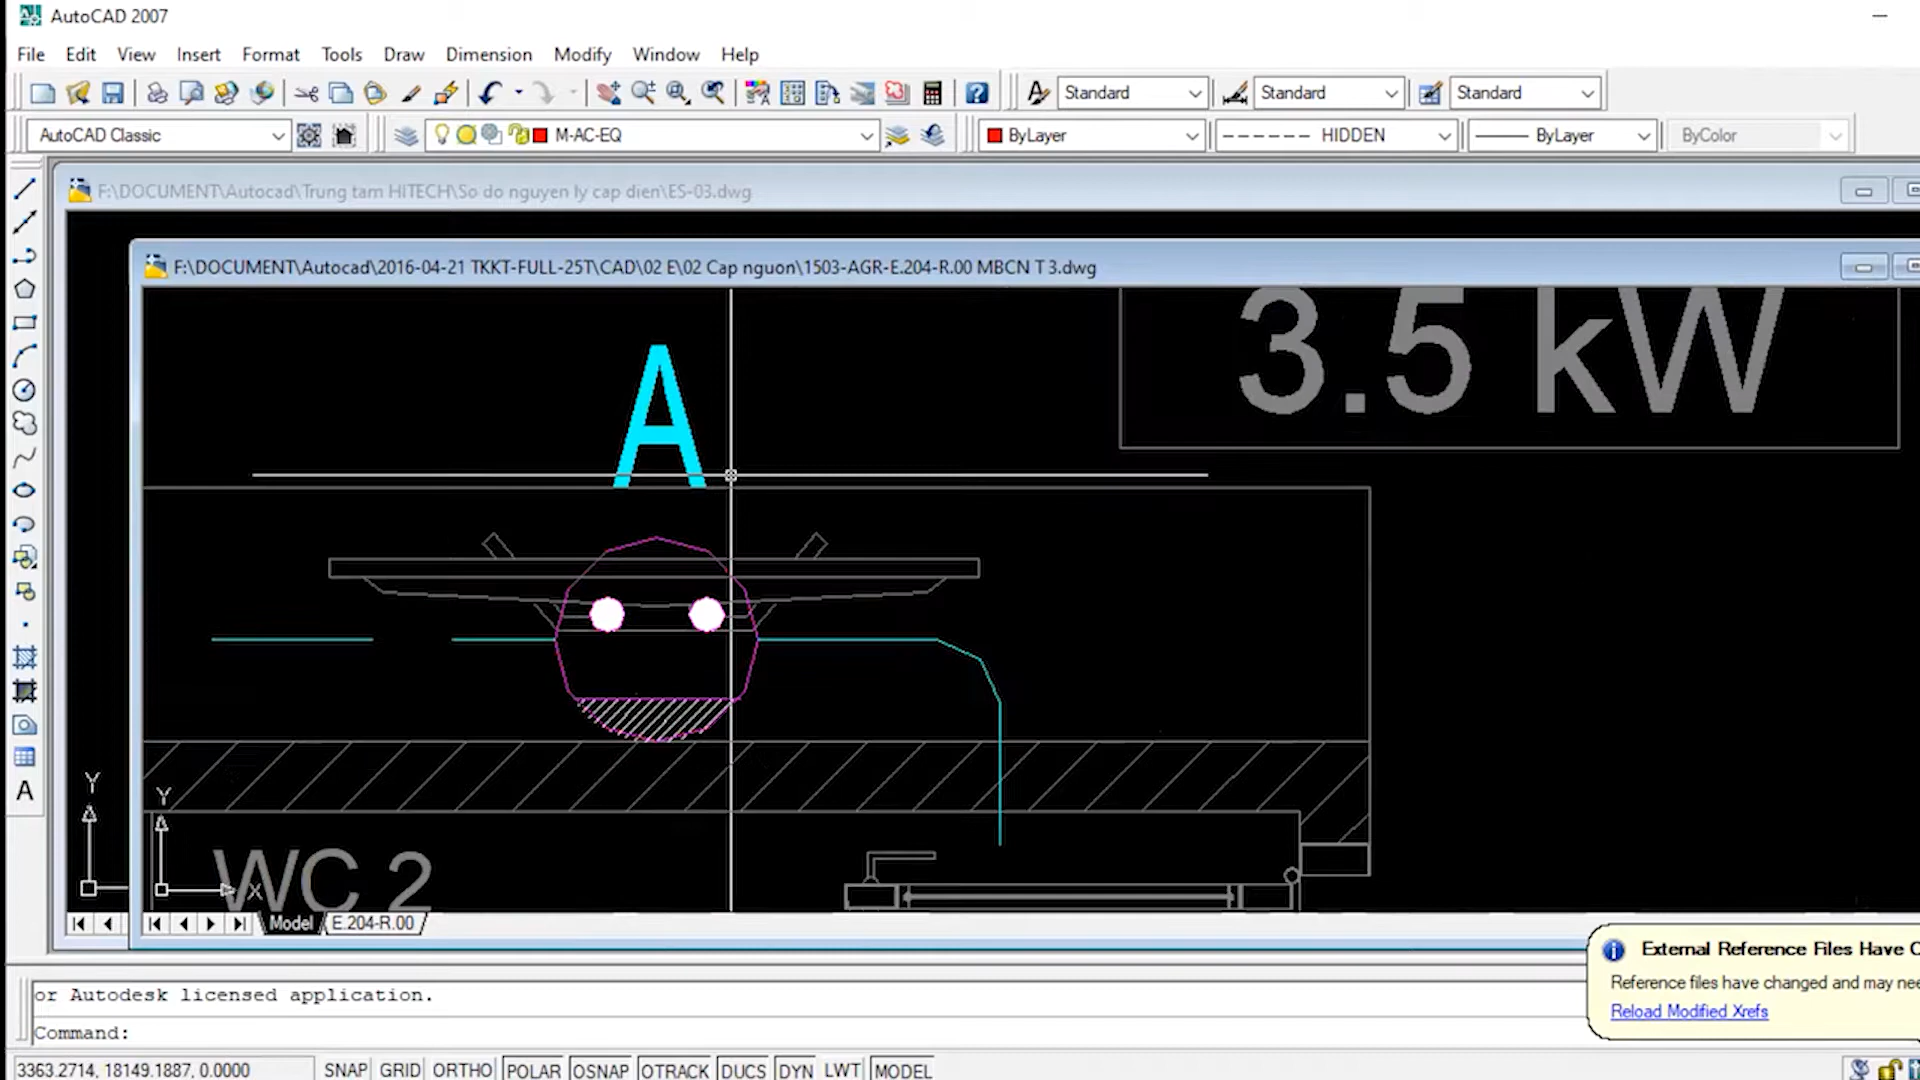 AutoCAD 2007
File Edit View Insert Format Tools Draw Dimension Modify Window Help
Standard Standard Standard
AutoCAD Classic M-AC-EQ ByLayer HIDDEN ByLayer ByColor
F:\DOCUMENT\Autocad\Trung tam HITECH\So do nguyen ly cap dien\ES-03.dwg
F:\DOCUMENT\Autocad\2016-04-21 TKKT-FULL-25T\CAD\02 E\02 Cap nguon\1503-AGR-E.204-R.00 MBCN T 3.dwg
3.5 kW
A
Y
Y
A
WC 2
X
Model E.204-R.00
External Reference Files Have C
Reference files have changed and may nee
Reload Modified Xrefs
or Autodesk licensed application.
Command:
3363.2714, 18149.1887, 0.0000 SNAP GRID ORTHO POLAR OSNAP OTRACK DUCS DYN LWT MODEL